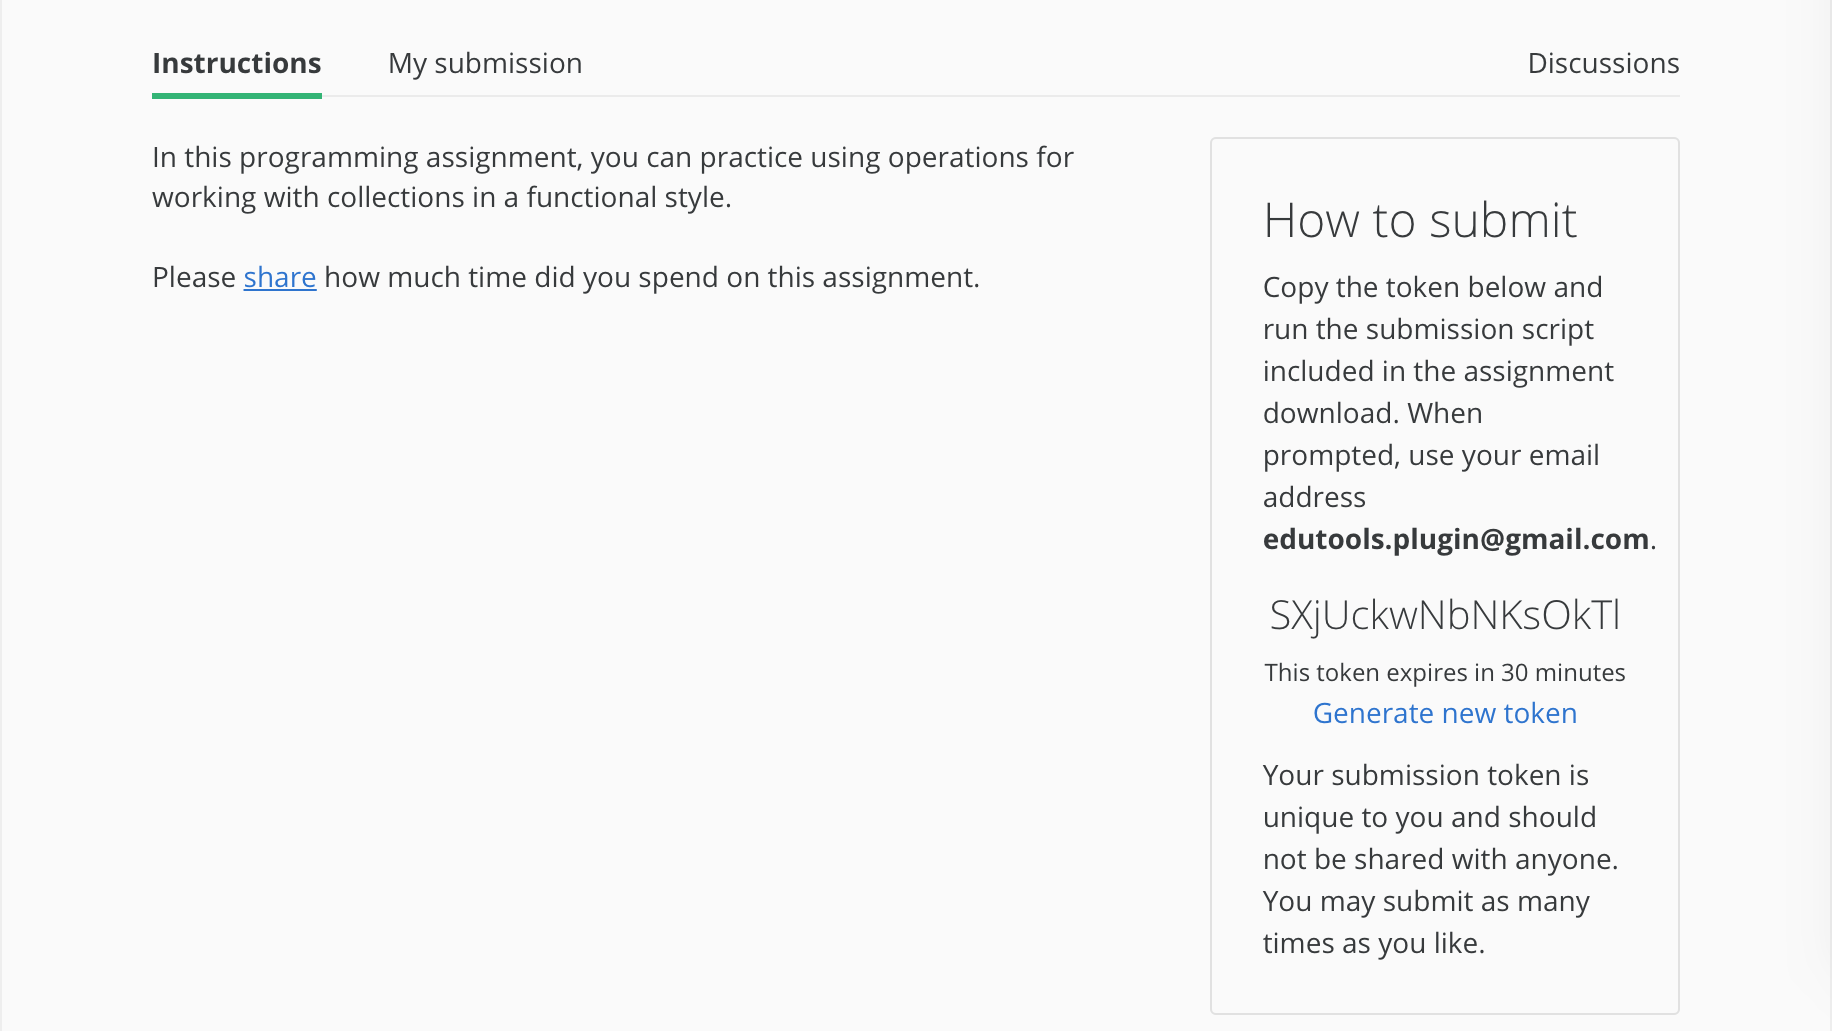 Instructions
My submission
Discussions
In this programming assignment, you can practice using operations for
working with collections in a functional style.
Please share how much time did you spend on this assignment.
How to submit
Copy the token below and
run the submission script
included in the assignment
download. When
prompted, use your email
address
edutools.plugin@gmail.com.
SXjUckwNbNKsOkTl
This token expires in 30 minutes
Generate new token
Your submission token is
unique to you and should
not be shared with anyone.
You may submit as many
times as you like.